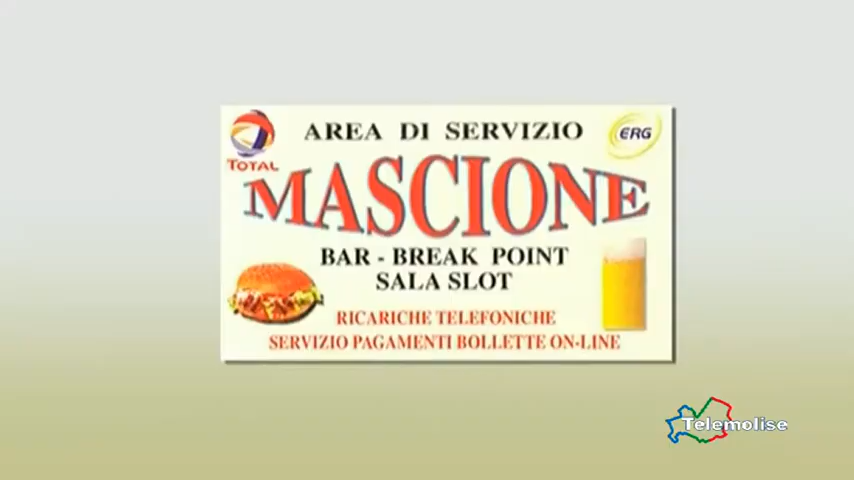 AREA DI SERVIZIO
TOTAL
ERG
MASCIONE
BAR - BREAK POINT
SALA SLOT
RICARICHE TELEFONICHE
SERVIZIO PAGAMENTI BOLLETTE ON-LINE
Telemolise